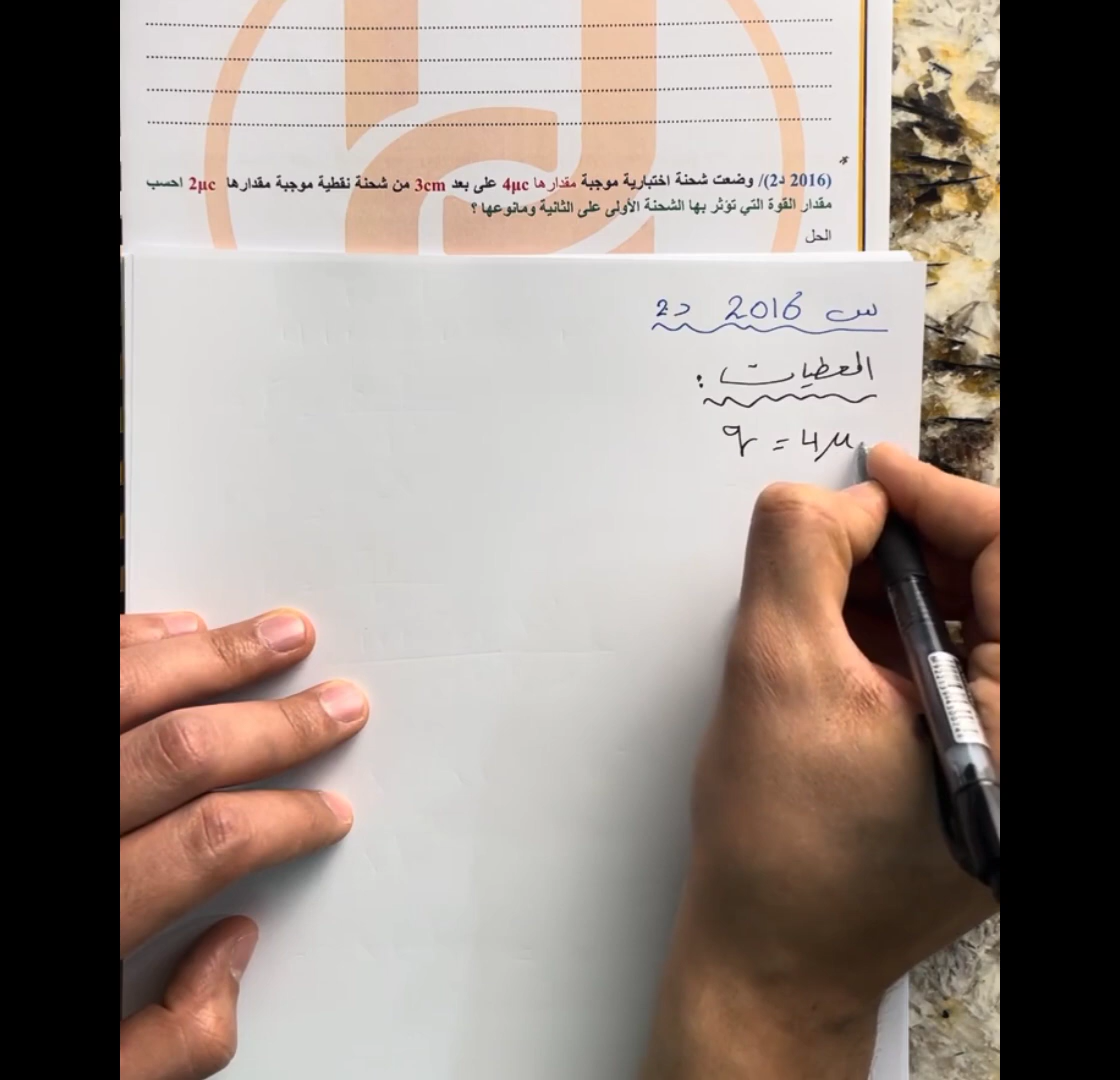 (2016 د2)/ وضعت شحنة اختبارية موجبة مقدارها 4μc على بعد 3cm من شحنة نقطية موجبة مقدارها 2μc احسب
مقدار القوة التي تؤثر بها الشحنة الأولى على الثانية ومانوعها ؟
الحل
س 2016 د2
المعطيات :
q = 4μ